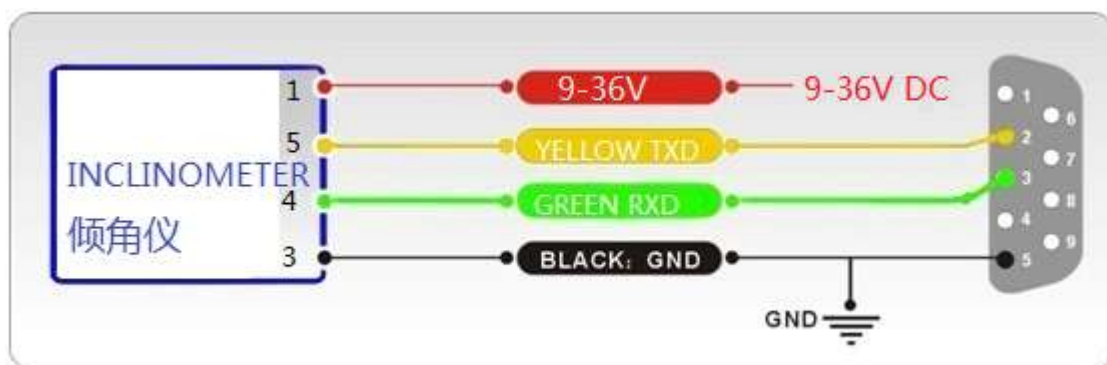 1
9-36V
9-36V DC
5
YELLOW TXD
INCLINOMETER
倾角仪
4
GREEN RXD
3
BLACK: GND
GND
1
2
3
4
5
6
7
8
9